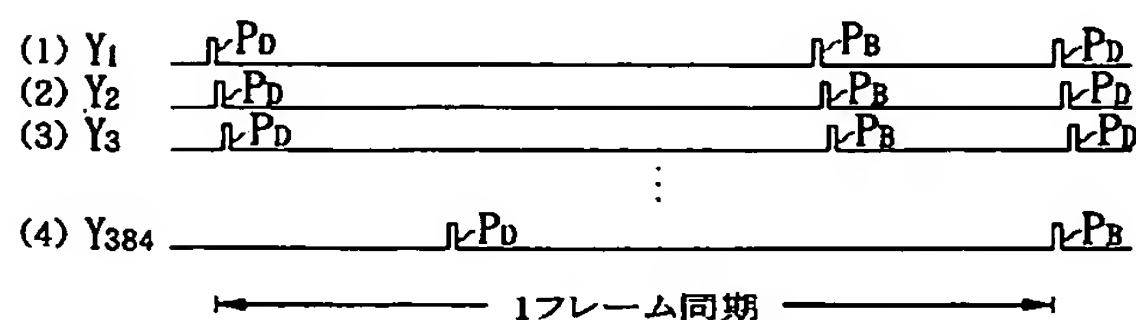 (1) Y1 PD PB PD
(2) Y2 PD PB PD
(3) Y3 PD PB PD
⋮
(4) Y384 PD PB
1フレーム同期